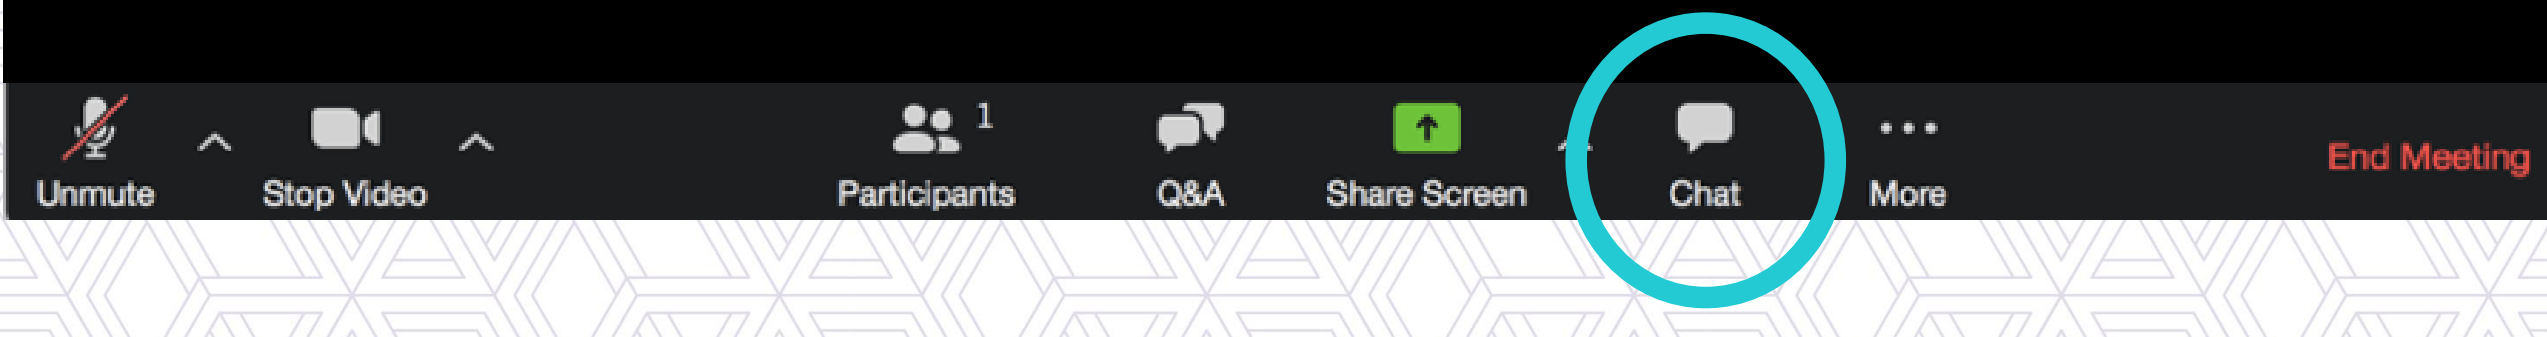 1
Unmute
Stop Video
Participants
Q&A
Share Screen
Chat
More
End Meeting